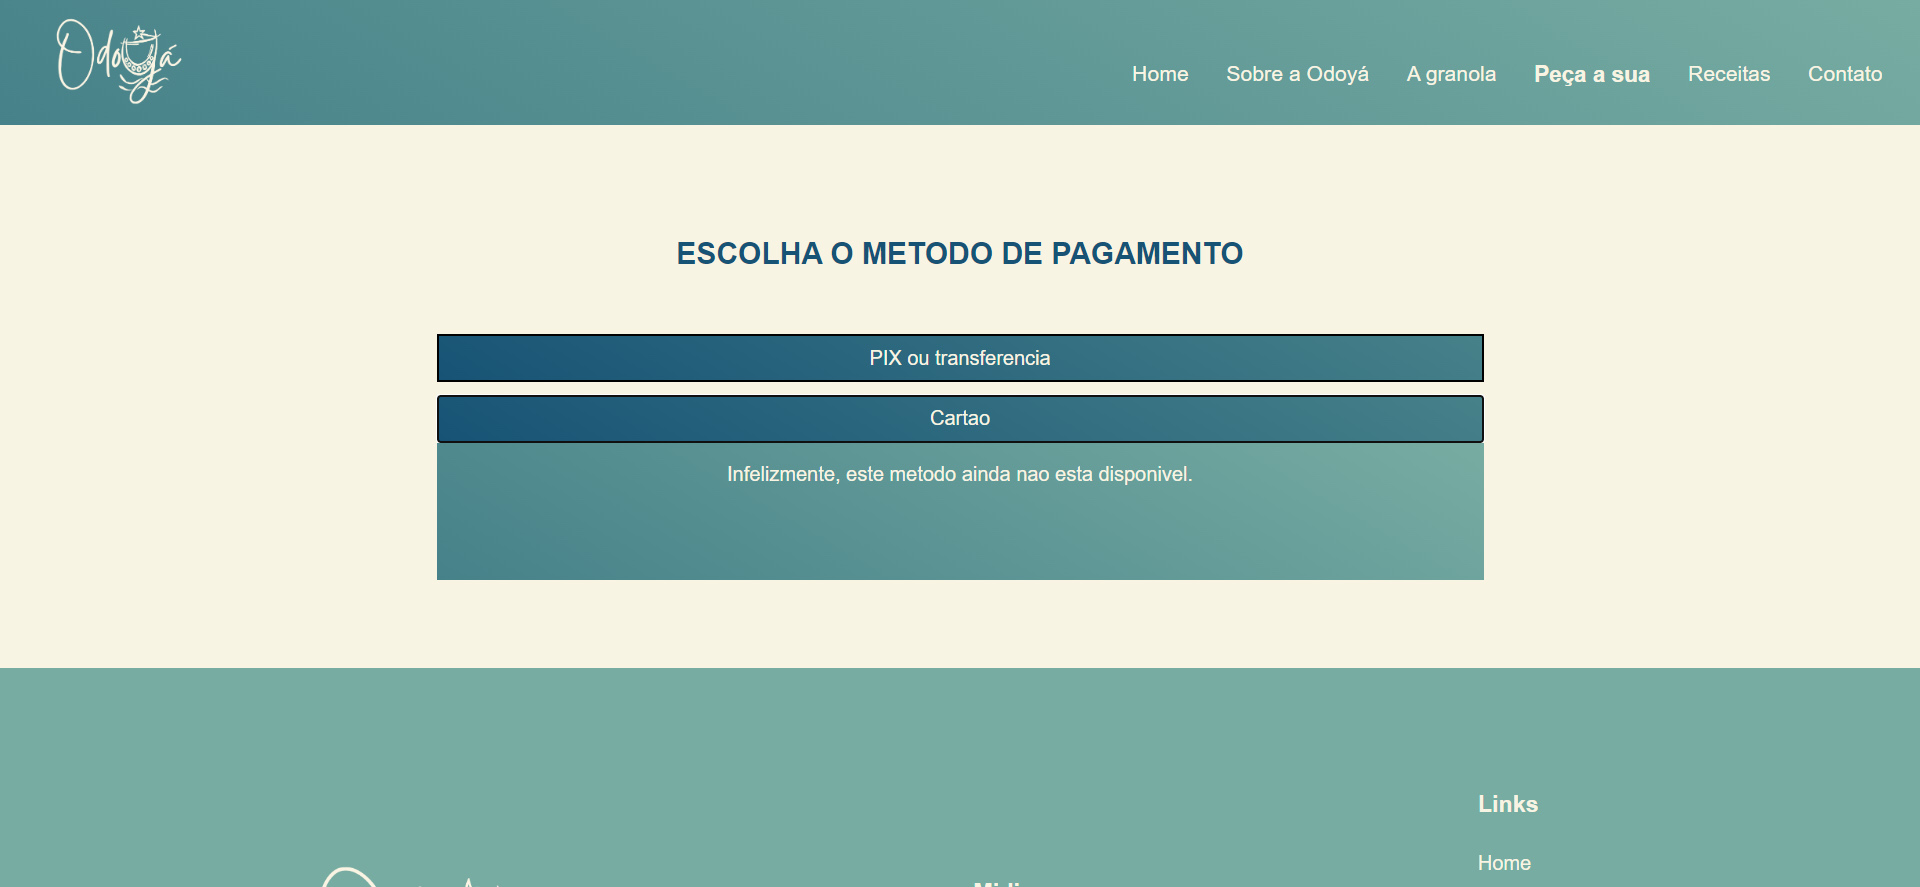 Odoyá
Home Sobre a Odoyá A granola Peça a sua Receitas Contato
ESCOLHA O METODO DE PAGAMENTO
PIX ou transferencia
Cartao
Infelizmente, este metodo ainda nao esta disponivel.
Links
Home